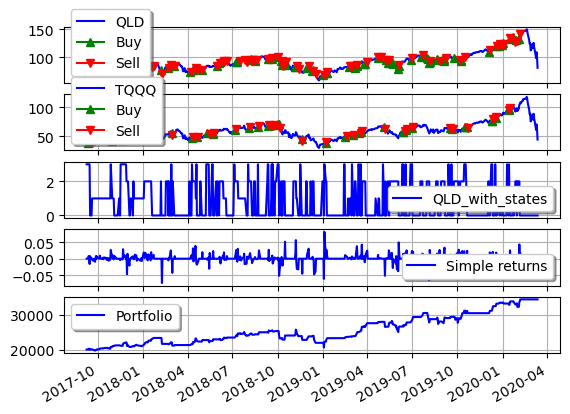 150
100
QLD
Buy
Sell
100
50
TQQQ
Buy
Sell
2
0
QLD_with_states
0.05
0.00
−0.05
Simple returns
30000
20000
Portfolio
2017-10
2018-01
2018-04
2018-07
2018-10
2019-01
2019-04
2019-07
2019-10
2020-01
2020-04